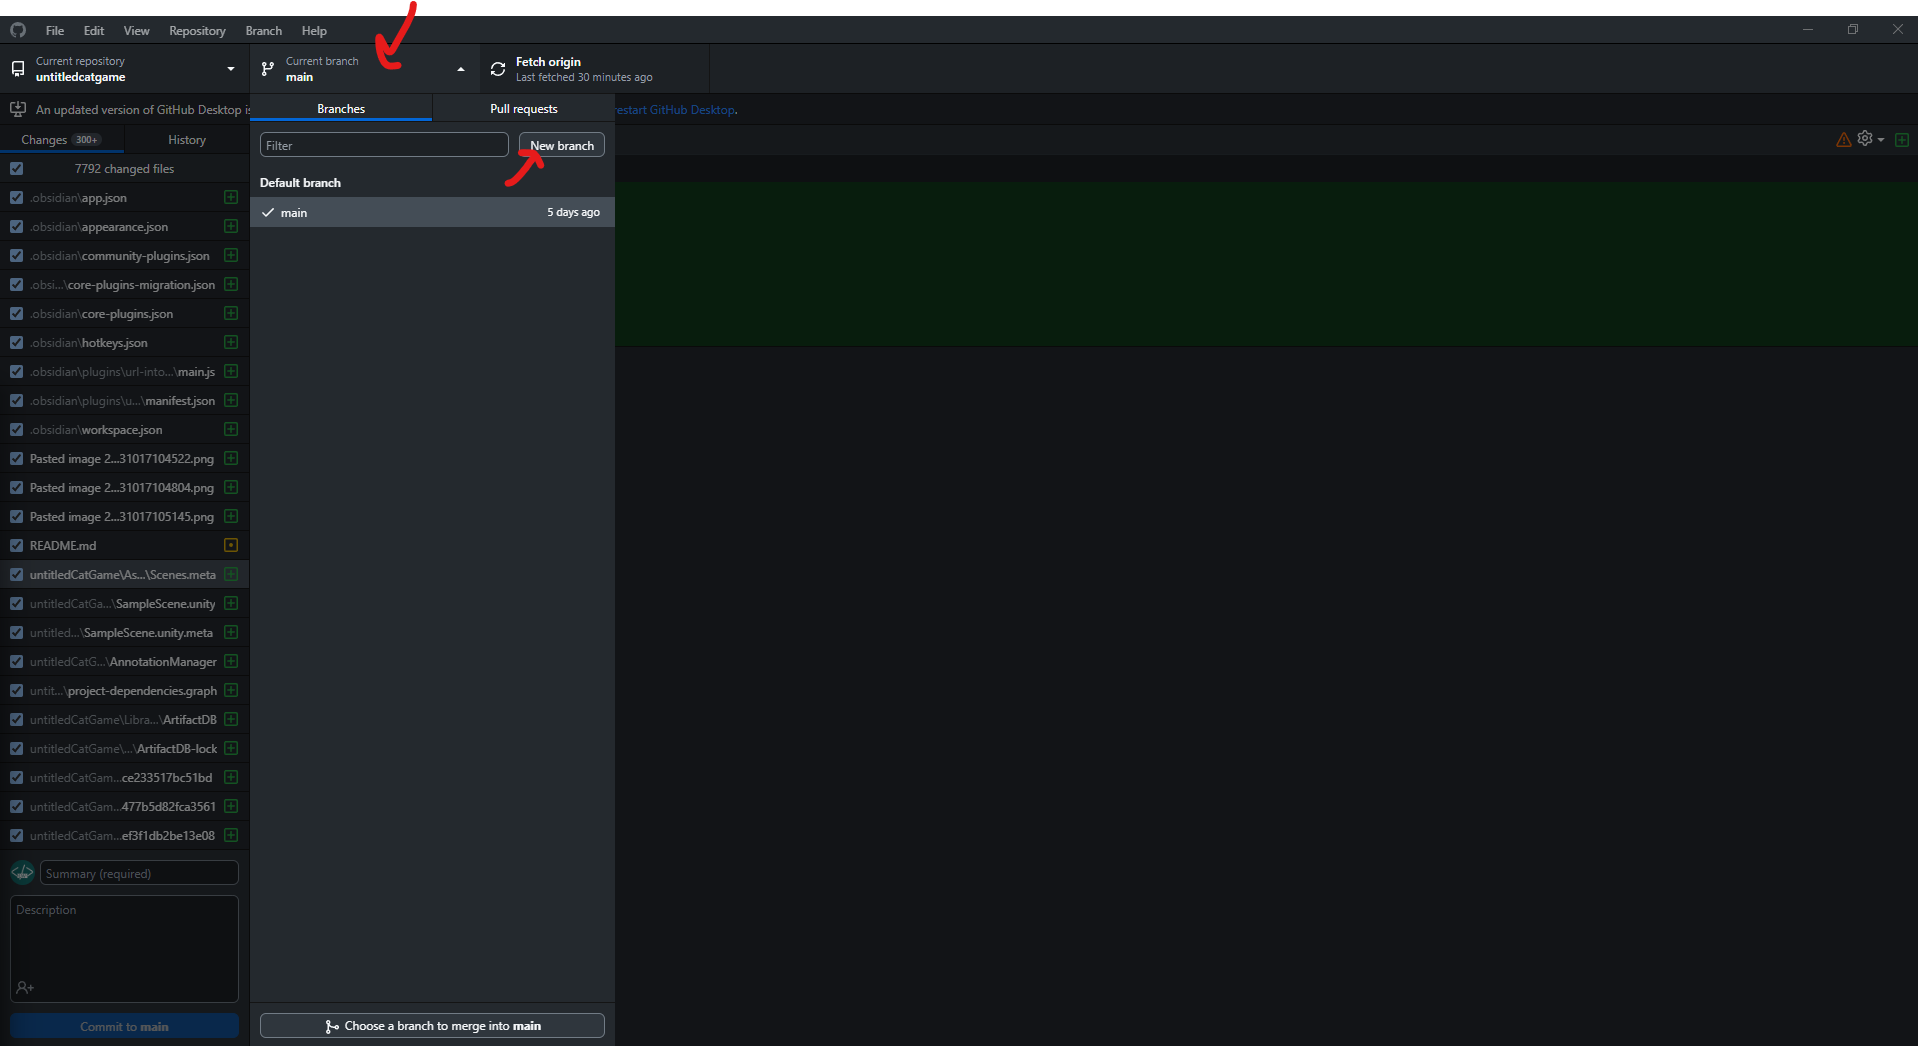 File Edit View Repository Branch Help
Current repository
untitledcatgame
Current branch
main
Fetch origin
Last fetched 30 minutes ago
An updated version of GitHub Desktop is
restart GitHub Desktop.
Branches
Pull requests
Changes 300+
History
Filter
New branch
7792 changed files
Default branch
main
5 days ago
.obsidian\app.json
.obsidian\appearance.json
.obsidian\community-plugins.json
.obsi...\core-plugins-migration.json
.obsidian\core-plugins.json
.obsidian\hotkeys.json
.obsidian\plugins\url-into...\main.js
.obsidian\plugins\u...\manifest.json
.obsidian\workspace.json
Pasted image 2...31017104522.png
Pasted image 2...31017104804.png
Pasted image 2...31017105145.png
README.md
untitledCatGame\As...\Scenes.meta
untitledCatGa...\SampleScene.unity
untitled...\SampleScene.unity.meta
untitledCatG...\AnnotationManager
untit...\project-dependencies.graph
untitledCatGame\Libra...\ArtifactDB
untitledCatGame\...\ArtifactDB-lock
untitledCatGam...ce233517bc51bd
untitledCatGam...477b5d82fca3561
untitledCatGam...ef3f1db2be13e08
Summary (required)
Description
Commit to main
Choose a branch to merge into main